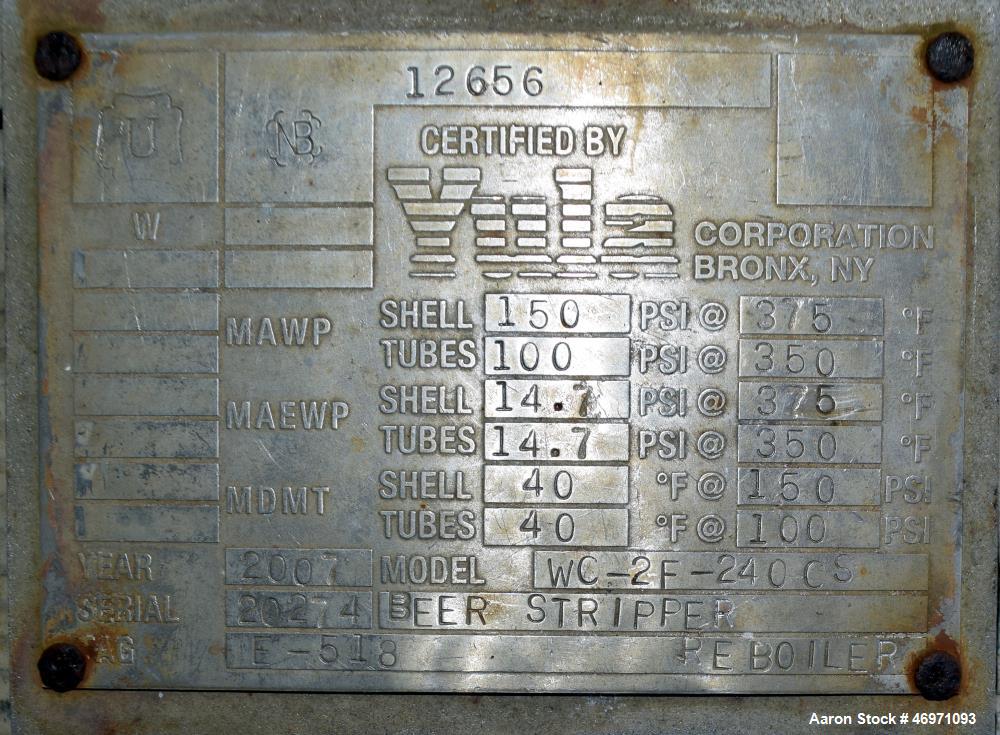 12656
U NB
CERTIFIED BY
Yula
CORPORATION
BRONX, NY
W
MAWP SHELL 150 PSI @ 375 °F
TUBES 100 PSI @ 350 °F
MAEWP SHELL 14.7 PSI @ 375 °F
TUBES 14.7 PSI @ 350 °F
MDMT SHELL 40 °F @ 150 PSI
TUBES 40 °F @ 100 PSI
YEAR 2007 MODEL WC-2F-240CS
SERIAL 20274 BEER STRIPPER
TAG E-518 REBOILER
Aaron Stock # 46971093